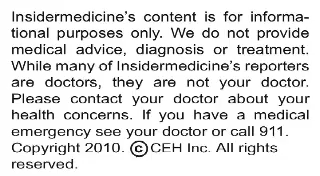 Insidermedicine's content is for informa-
tional purposes only. We do not provide
medical advice, diagnosis or treatment.
While many of Insidermedicine's reporters
are doctors, they are not your doctor.
Please contact your doctor about your
health concerns. If you have a medical
emergency see your doctor or call 911.
Copyright 2010. ©CEH Inc. All rights
reserved.